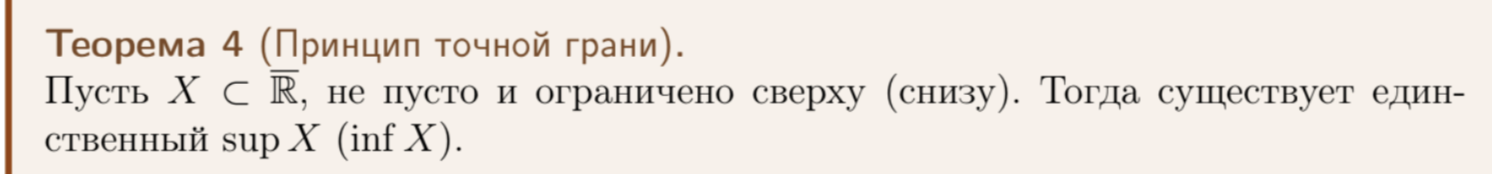 Теорема 4 (Принцип точной грани).
Пусть X ⊂ ℝ̅, не пусто и ограничено сверху (снизу). Тогда существует един-
ственный sup X (inf X).